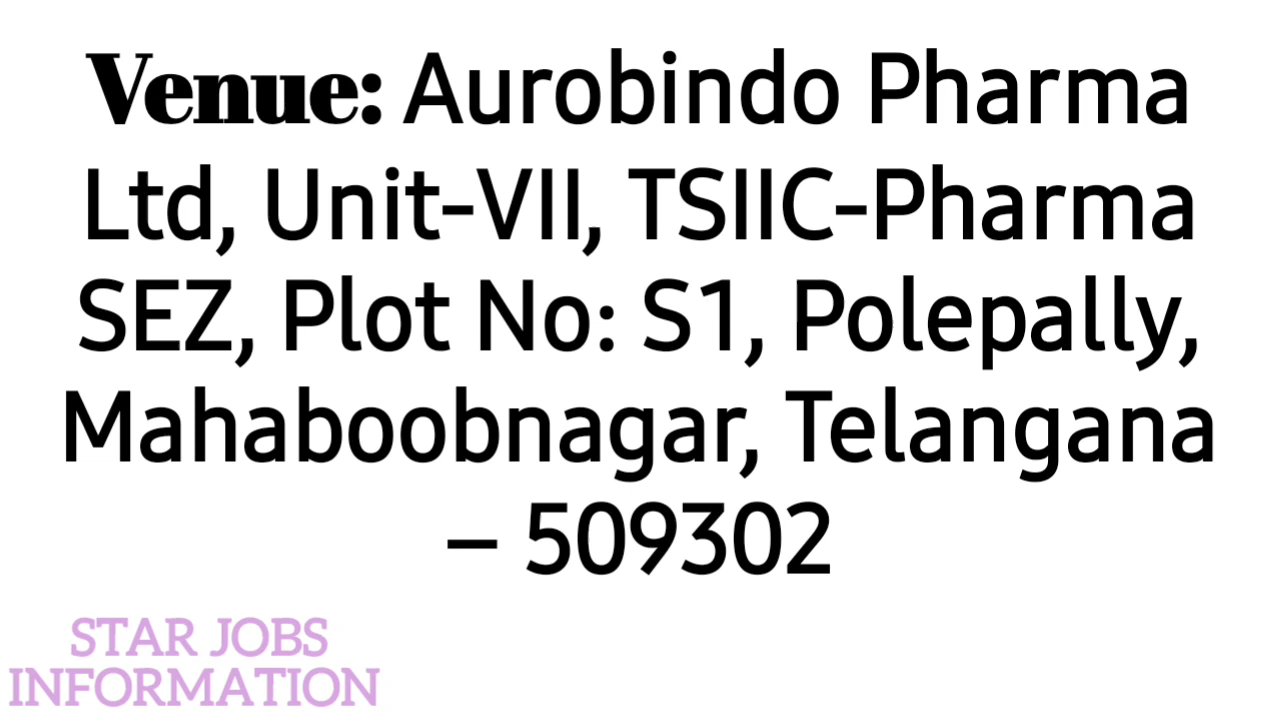 Venue: Aurobindo Pharma
Ltd, Unit-VII, TSIIC-Pharma
SEZ, Plot No: S1, Polepally,
Mahaboobnagar, Telangana
– 509302
STAR JOBS
INFORMATION